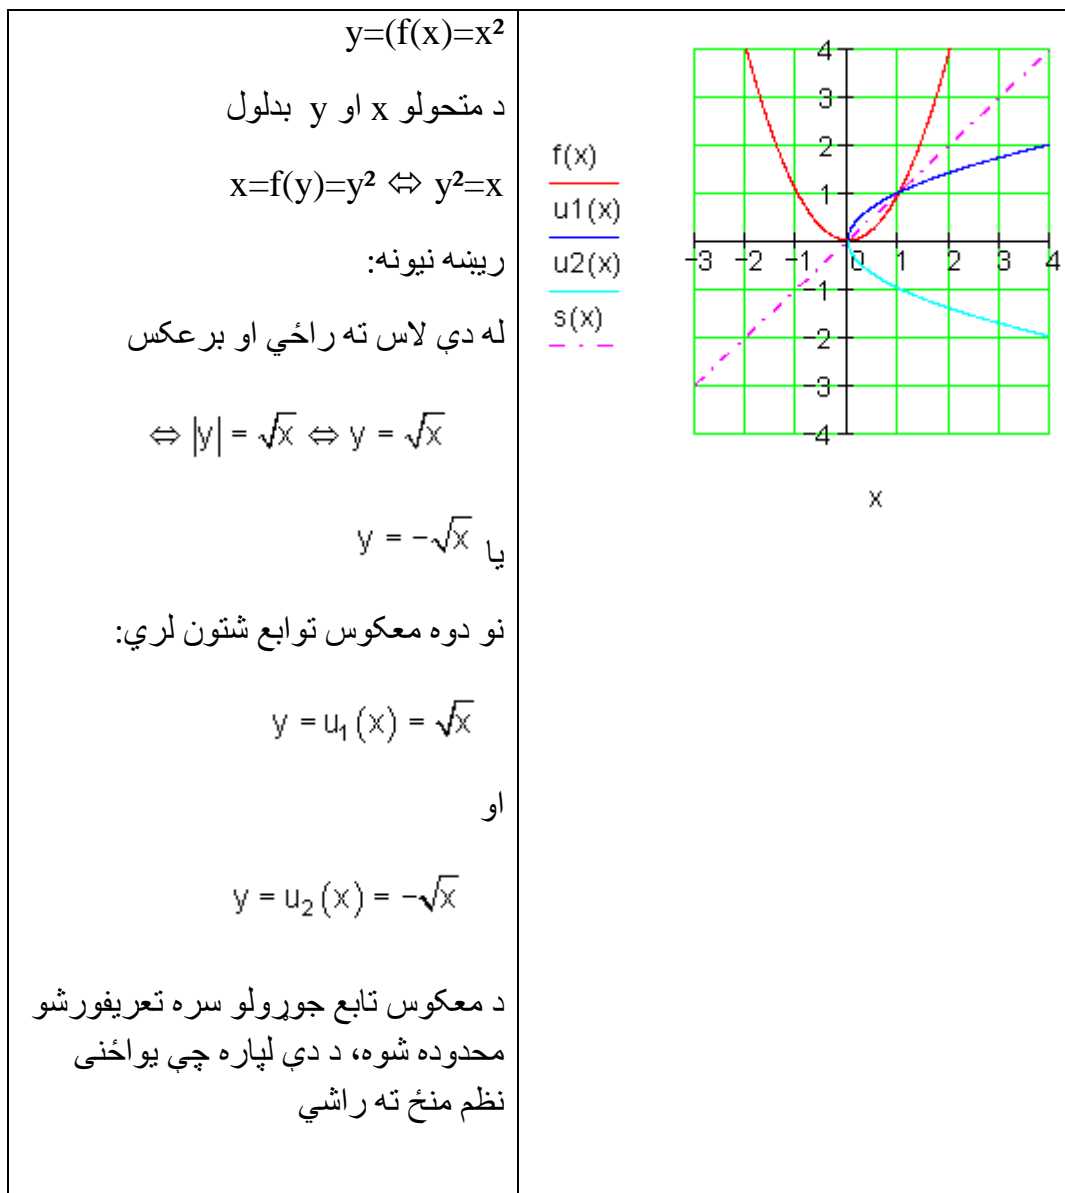 y=(f(x)=x²
د متحولو x او y بدلول
x=f(y)=y² ⇔ y²=x
ريښه نيونه:
له دې لاس ته راځي او برعکس
⇔ |y| = √x ⇔ y = √x
يا y = -√x
نو دوه معکوس توابع شتون لري:
y = u₁(x) = √x
او
y = u₂(x) = -√x
د معکوس تابع جوړولو سره تعريفورشو
محدوده شوه، د دې لپاره چې يواځنی
نظم منځ ته راشي
f(x)
u1(x)
u2(x)
s(x)
4
3
2
1
-3 -2 -1 0 1 2 3 4
-1
-2
-3
-4
x